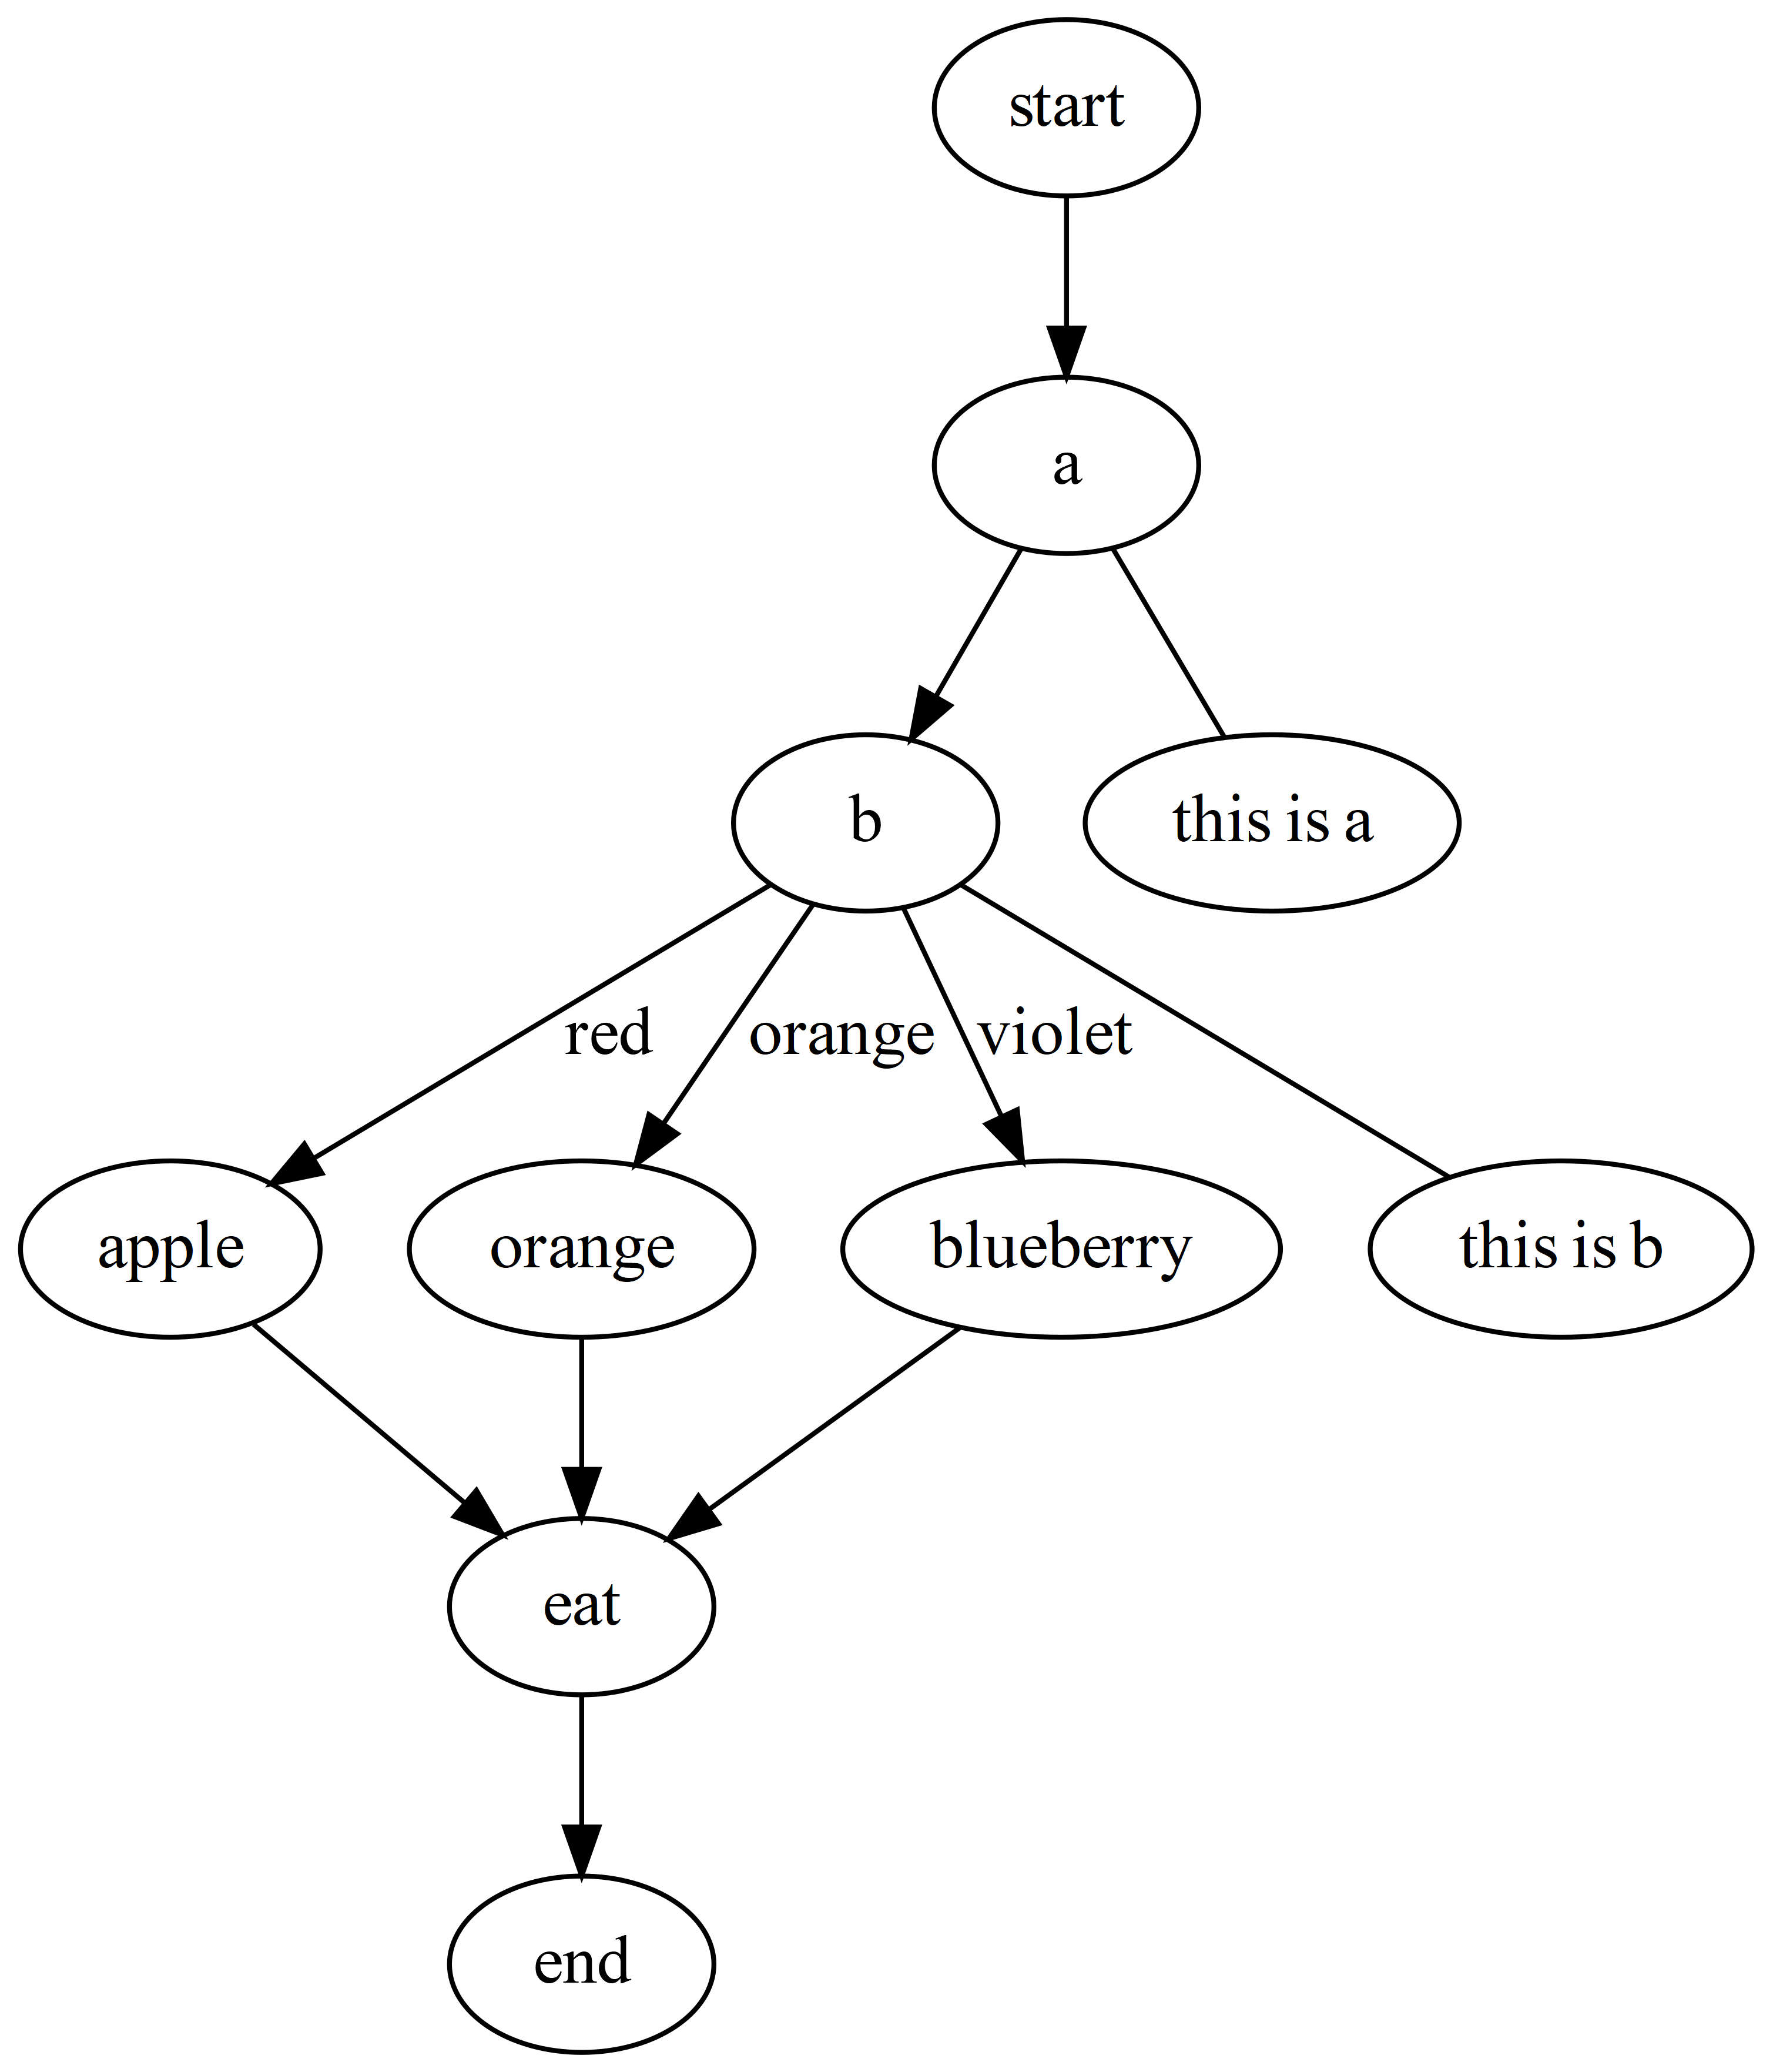 start
a
b
this is a
red
orange
violet
apple
orange
blueberry
this is b
eat
end